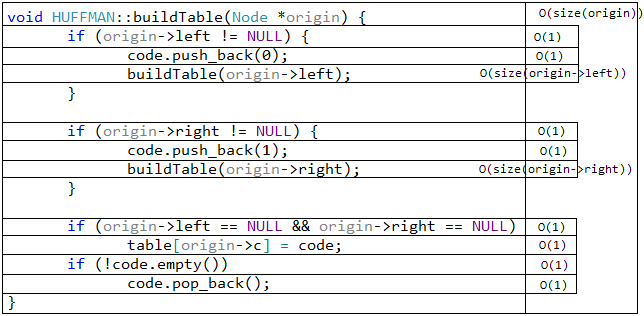 void HUFFMAN::buildTable(Node *origin) { O(size(origin))
if (origin->left != NULL) { O(1)
code.push_back(0); O(1)
buildTable(origin->left); O(size(origin->left))
}
if (origin->right != NULL) { O(1)
code.push_back(1); O(1)
buildTable(origin->right); O(size(origin->right))
}
if (origin->left == NULL && origin->right == NULL) O(1)
table[origin->c] = code; O(1)
if (!code.empty()) O(1)
code.pop_back(); O(1)
}